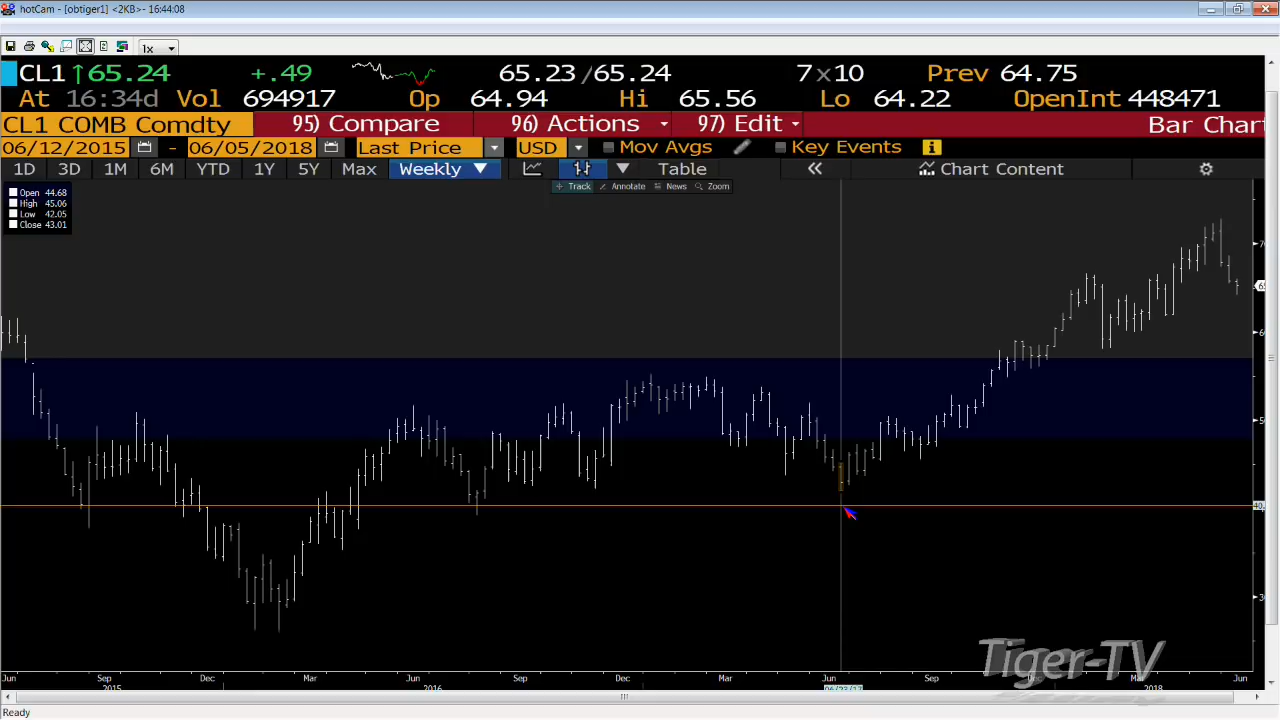 hotCam - [obtiger1] <2KB>- 16:44:08
1x
CL1 ↑65.24 +.49 65.23/65.24 7x10 Prev 64.75
At 16:34d Vol 694917 Op 64.94 Hi 65.56 Lo 64.22 OpenInt 448471
CL1 COMB Comdty 95) Compare 96) Actions 97) Edit Bar Chart
06/12/2015 - 06/05/2018 Last Price USD Mov Avgs Key Events
1D 3D 1M 6M YTD 1Y 5Y Max Weekly ▼ Table « Chart Content
Track Annotate News Zoom
Open 44.68
High 45.06
Low 42.05
Close 43.01
Tiger-TV
Jun Sep Dec Mar Jun Sep Dec Mar Jun Sep Dec Mar Jun
2015 2016 06/23/17 2018
Ready